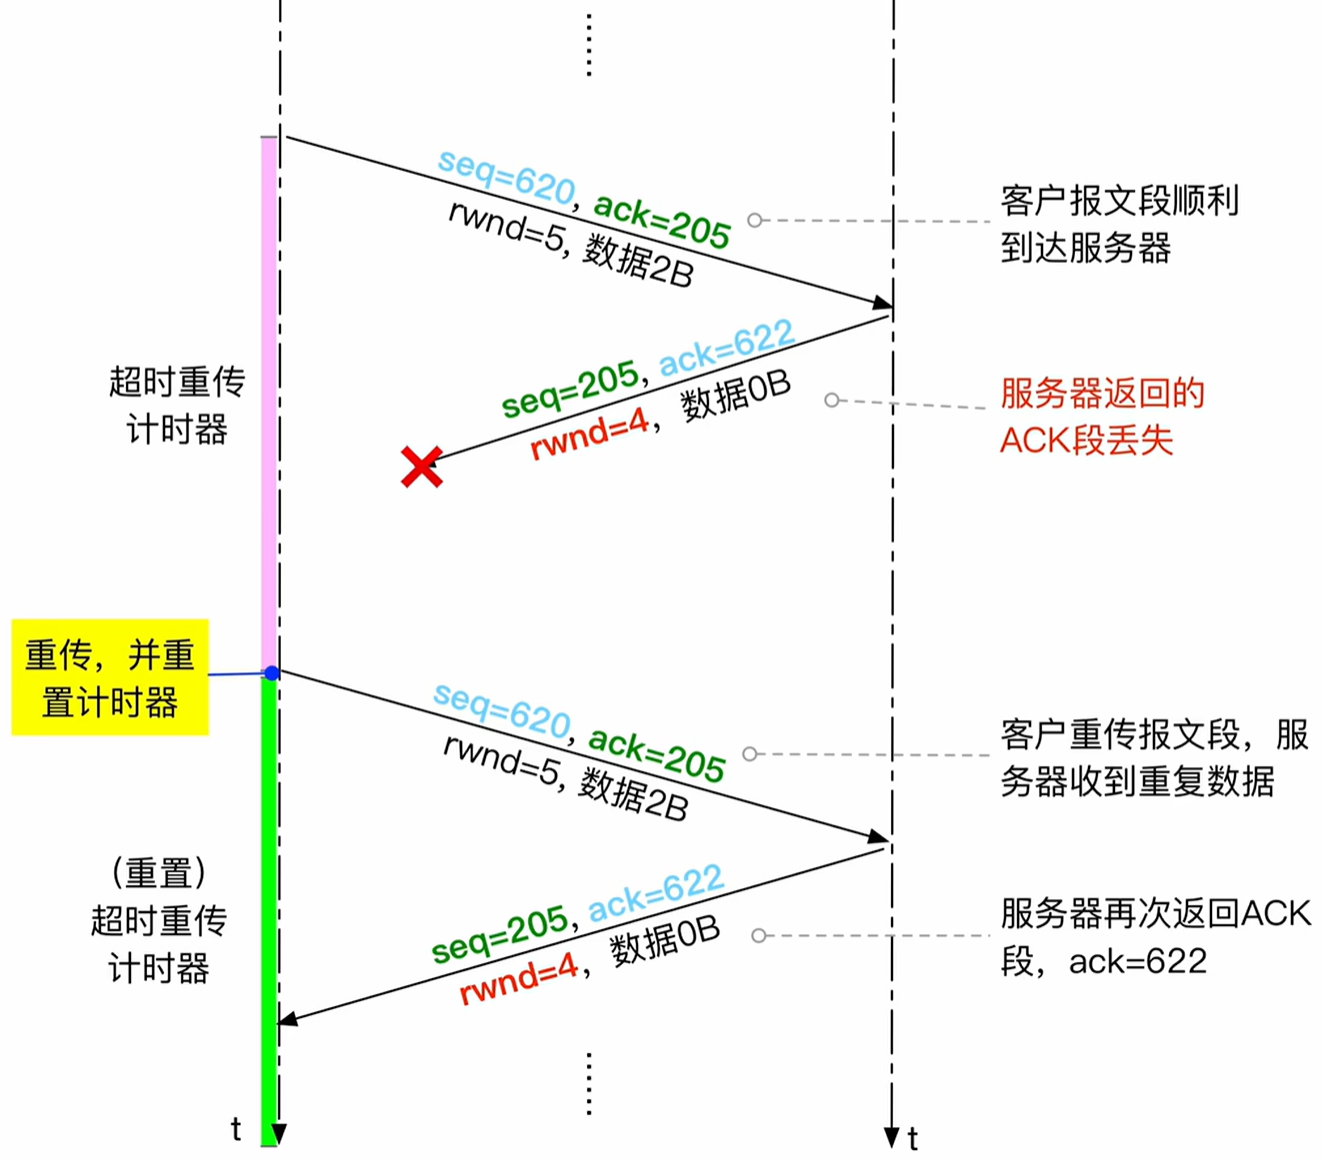 seq=620, ack=205
rwnd=5, 数据2B
客户报文段顺利
到达服务器
超时重传
计时器
seq=205, ack=622
rwnd=4, 数据0B
服务器返回的
ACK段丢失
重传，并重
置计时器
seq=620, ack=205
rwnd=5, 数据2B
客户重传报文段，服
务器收到重复数据
（重置）
超时重传
计时器
seq=205, ack=622
rwnd=4, 数据0B
服务器再次返回ACK
段，ack=622
t
t